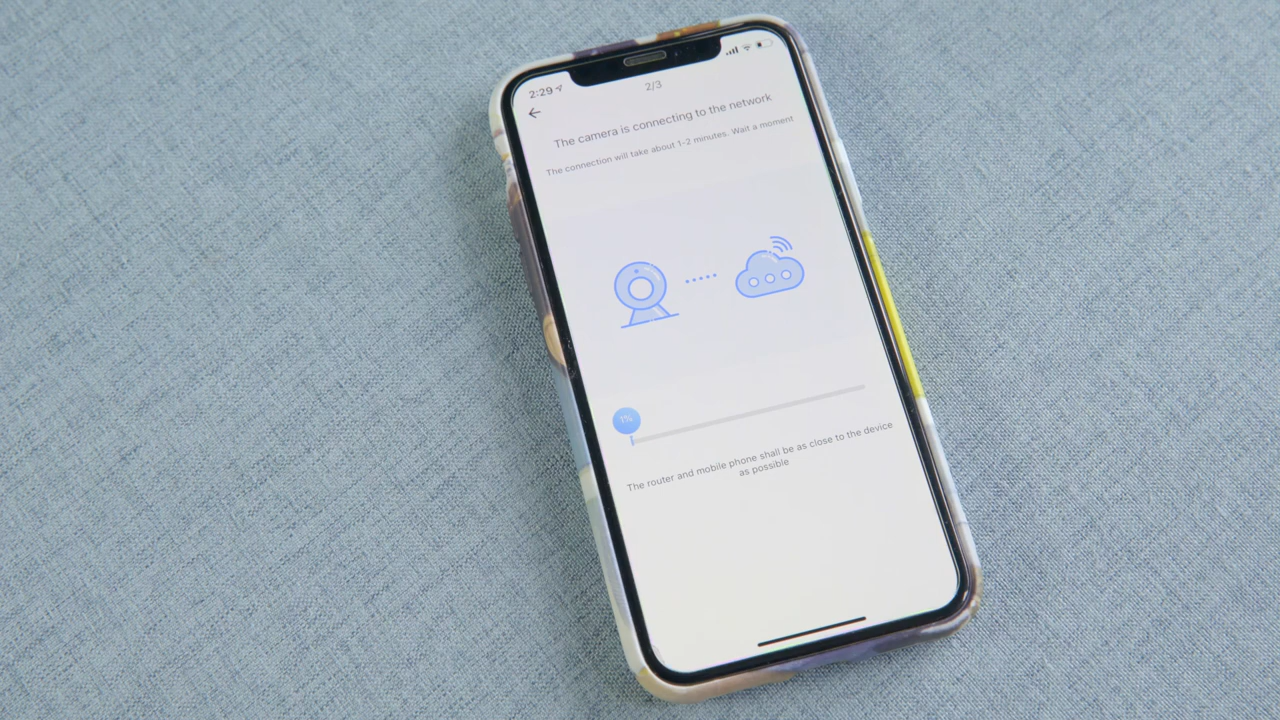 2:29
2/3
The camera is connecting to the network
The connection will take about 1-2 minutes. Wait a moment
1%
The router and mobile phone shall be as close to the device
as possible